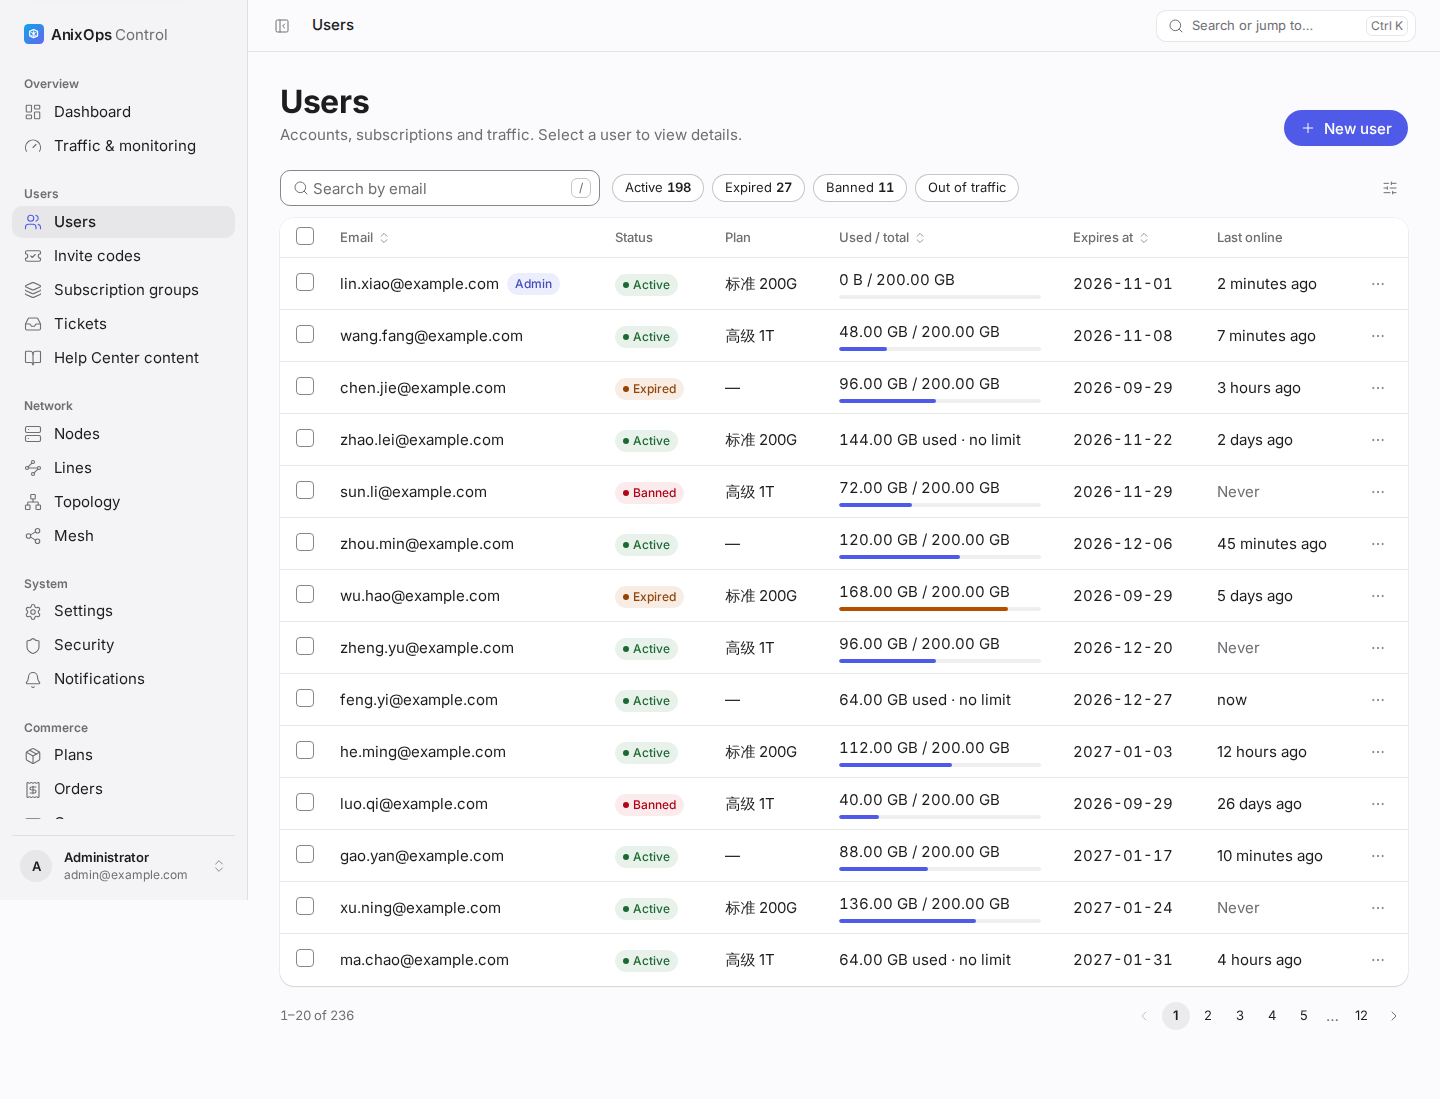 AnixOps Control
Users
Search or jump to...
Ctrl K
Overview
Dashboard
Traffic & monitoring
Users
Users
Invite codes
Subscription groups
Tickets
Help Center content
Network
Nodes
Lines
Topology
Mesh
System
Settings
Security
Notifications
Commerce
Plans
Orders
A
Administrator
admin@example.com
Users
Accounts, subscriptions and traffic. Select a user to view details.
New user
Search by email /
Active 198
Expired 27
Banned 11
Out of traffic
Email Status Plan Used / total Expires at Last online
lin.xiao@example.com Admin Active 标准 200G 0 B / 200.00 GB 2026-11-01 2 minutes ago
wang.fang@example.com Active 高级 1T 48.00 GB / 200.00 GB 2026-11-08 7 minutes ago
chen.jie@example.com Expired — 96.00 GB / 200.00 GB 2026-09-29 3 hours ago
zhao.lei@example.com Active 标准 200G 144.00 GB used · no limit 2026-11-22 2 days ago
sun.li@example.com Banned 高级 1T 72.00 GB / 200.00 GB 2026-11-29 Never
zhou.min@example.com Active — 120.00 GB / 200.00 GB 2026-12-06 45 minutes ago
wu.hao@example.com Expired 标准 200G 168.00 GB / 200.00 GB 2026-09-29 5 days ago
zheng.yu@example.com Active 高级 1T 96.00 GB / 200.00 GB 2026-12-20 Never
feng.yi@example.com Active — 64.00 GB used · no limit 2026-12-27 now
he.ming@example.com Active 标准 200G 112.00 GB / 200.00 GB 2027-01-03 12 hours ago
luo.qi@example.com Banned 高级 1T 40.00 GB / 200.00 GB 2026-09-29 26 days ago
gao.yan@example.com Active — 88.00 GB / 200.00 GB 2027-01-17 10 minutes ago
xu.ning@example.com Active 标准 200G 136.00 GB / 200.00 GB 2027-01-24 Never
ma.chao@example.com Active 高级 1T 64.00 GB used · no limit 2027-01-31 4 hours ago
1–20 of 236
1 2 3 4 5 ... 12